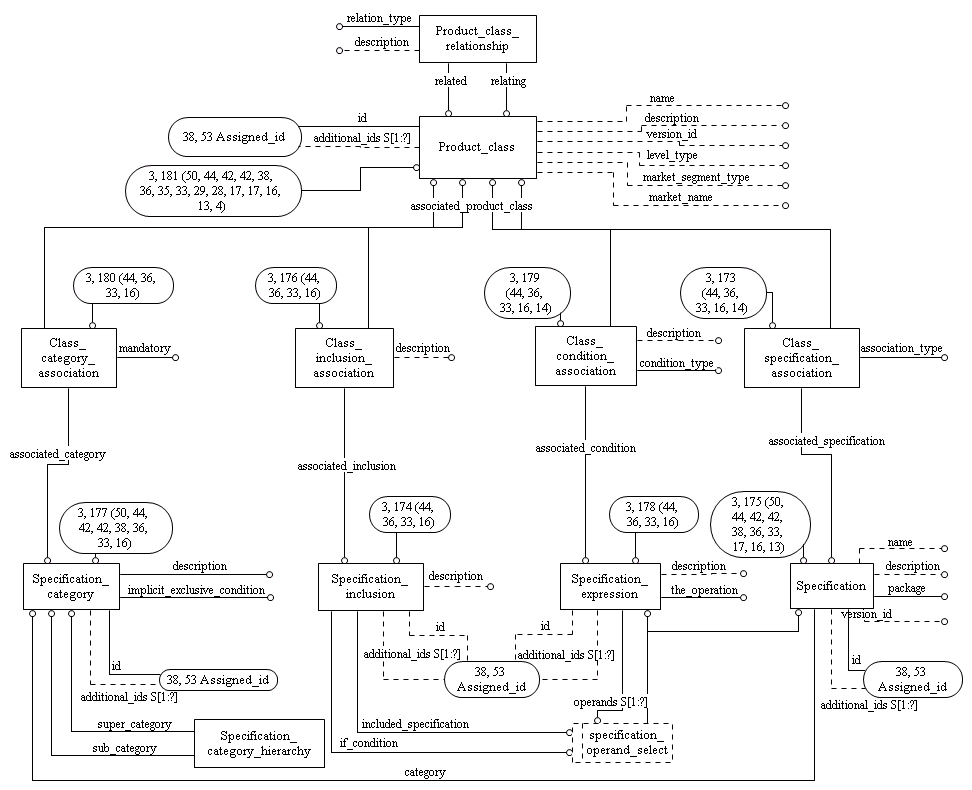 relation_type
description
Product_class_
relationship
related
relating
id
38, 53 Assigned_id
additional_ids S[1:?]
Product_class
name
description
version_id
level_type
market_segment_type
market_name
3, 181 (50, 44, 42, 42, 38,
36, 35, 33, 29, 28, 17, 17, 16,
13, 4)
associated_product_class
3, 180 (44, 36,
33, 16)
3, 176 (44,
36, 33, 16)
3, 179
(44, 36,
33, 16, 14)
3, 173
(44, 36,
33, 16, 14)
Class_
category_
association
mandatory
Class_
inclusion_
association
description
Class_
condition_
association
description
condition_type
Class_
specification_
association
association_type
associated_category
associated_inclusion
associated_condition
associated_specification
3, 177 (50, 44,
42, 42, 38, 36,
33, 16)
3, 174 (44,
36, 33, 16)
3, 178 (44,
36, 33, 16)
3, 175 (50,
44, 42, 42,
38, 36, 33,
17, 16, 13)
Specification_
category
description
implicit_exclusive_condition
Specification_
inclusion
description
Specification_
expression
description
the_operation
Specification
name
description
package
version_id
id
38, 53 Assigned_id
additional_ids S[1:?]
id
additional_ids S[1:?]
id
additional_ids S[1:?]
38, 53
Assigned_id
id
38, 53
Assigned_id
additional_ids S[1:?]
operands S[1:?]
super_category
sub_category
Specification_
category_hierarchy
included_specification
if_condition
specification_
operand_select
category